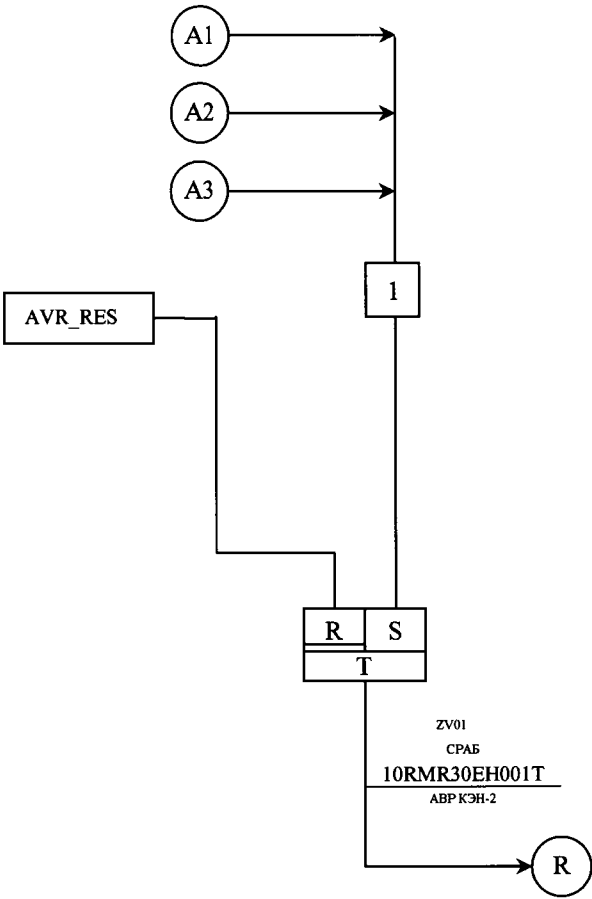 A1
A2
A3
1
AVR_RES
R S
T
ZV01
СРАБ
10RMR30EH001T
АВР КЭН-2
R